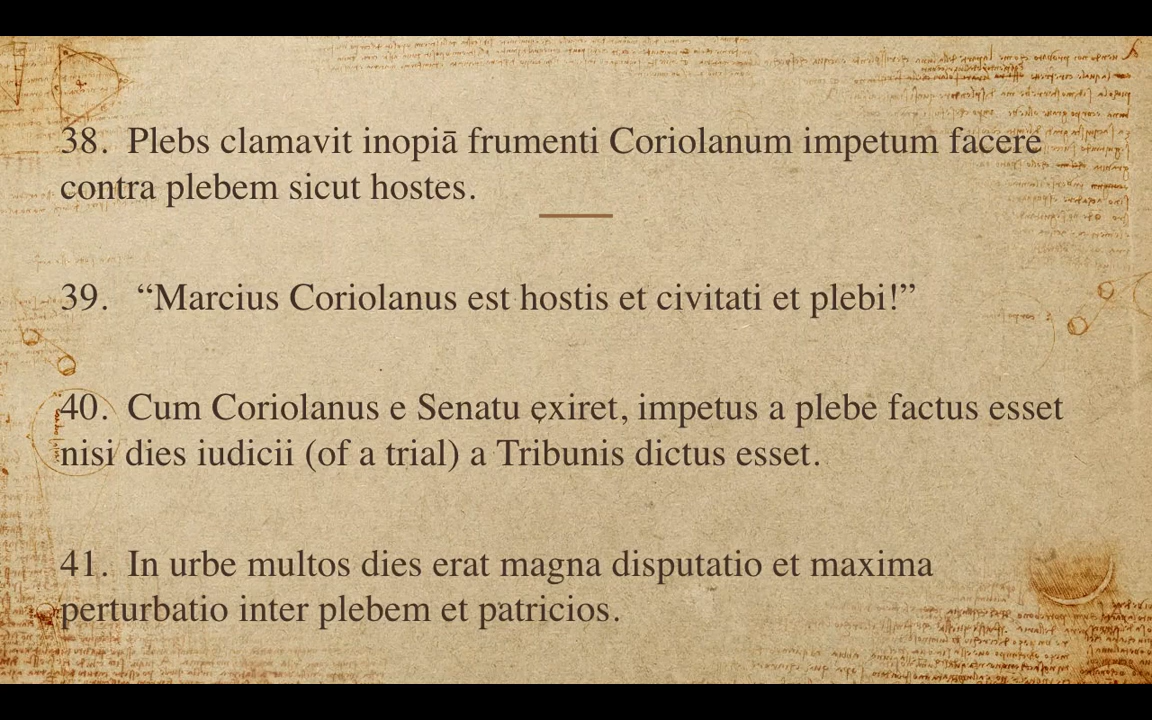 38. Plebs clamavit inopiā frumenti Coriolanum impetum facere
contra plebem sicut hostes.
39. “Marcius Coriolanus est hostis et civitati et plebi!”
40. Cum Coriolanus e Senatu exiret, impetus a plebe factus esset
nisi dies iudicii (of a trial) a Tribunis dictus esset.
41. In urbe multos dies erat magna disputatio et maxima
perturbatio inter plebem et patricios.